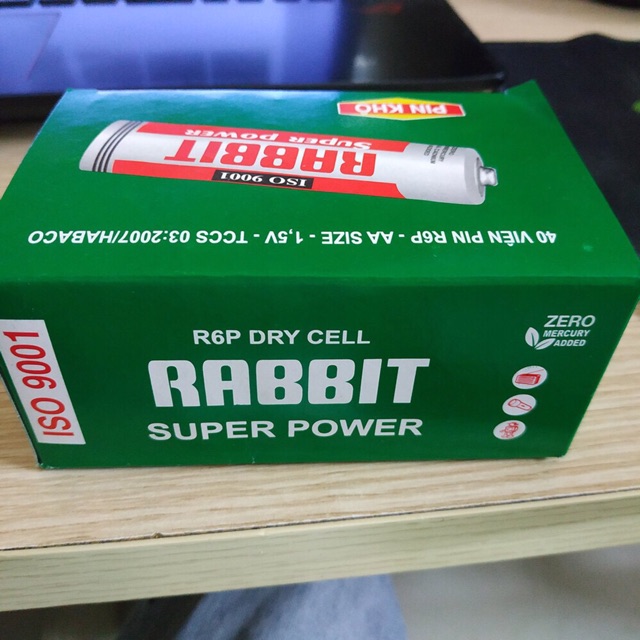 PIN KHÔ
Super POWER
RABBIT
ISO 9001
40 VIÊN PIN R6P - AA SIZE - 1,5V - TCCS 03:2007/HABACO
ISO 9001
R6P DRY CELL
RABBIT
SUPER POWER
ZERO
MERCURY
ADDED